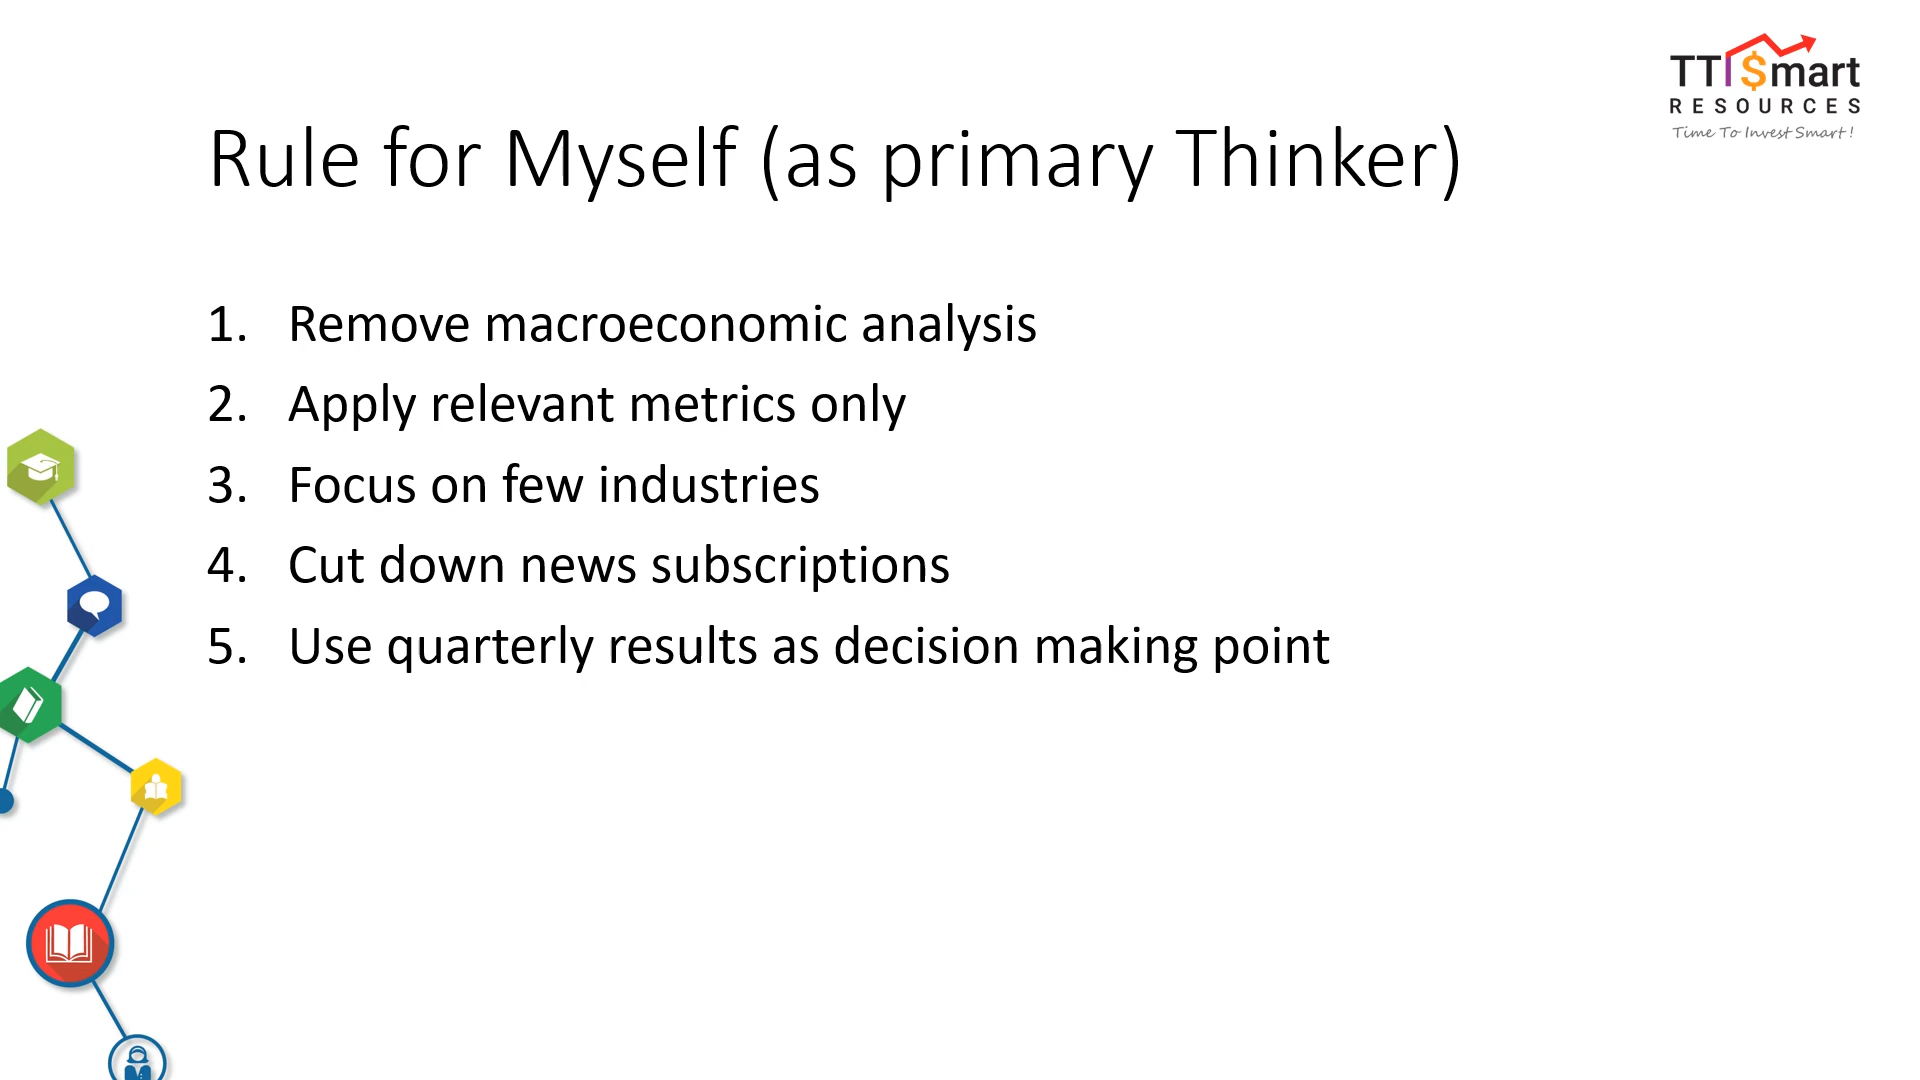 TTI $mart
RESOURCES
Time To Invest Smart !
Rule for Myself (as primary Thinker)
1. Remove macroeconomic analysis
2. Apply relevant metrics only
3. Focus on few industries
4. Cut down news subscriptions
5. Use quarterly results as decision making point